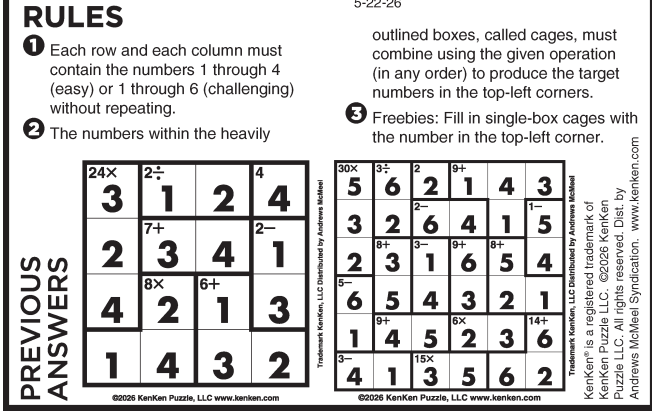 5-22-26
RULES
1 Each row and each column must
contain the numbers 1 through 4
(easy) or 1 through 6 (challenging)
without repeating.
2 The numbers within the heavily
outlined boxes, called cages, must
combine using the given operation
(in any order) to produce the target
numbers in the top-left corners.
3 Freebies: Fill in single-box cages with
the number in the top-left corner.
PREVIOUS
ANSWERS
24× 2÷ 4
3 1 2 4
7+ 2−
2 3 4 1
8× 6+
4 2 1 3
1 4 3 2
©2026 KenKen Puzzle, LLC www.kenken.com
Trademark KenKen, LLC Distributed by Andrews McMeel
30× 3÷ 2 9+
5 6 2 1 4 3
2− 1−
3 2 6 4 1 5
8+ 3− 9+ 8+
2 3 1 6 5 4
5−
6 5 4 3 2 1
9+ 6× 14+
1 4 5 2 3 6
3− 15×
4 1 3 5 6 2
©2026 KenKen Puzzle, LLC www.kenken.com
Trademark KenKen, LLC Distributed by Andrews McMeel
KenKen® is a registered trademark of
KenKen Puzzle LLC. ©2026 KenKen
Puzzle LLC. All rights reserved. Dist. by
Andrews McMeel Syndication. www.kenken.com